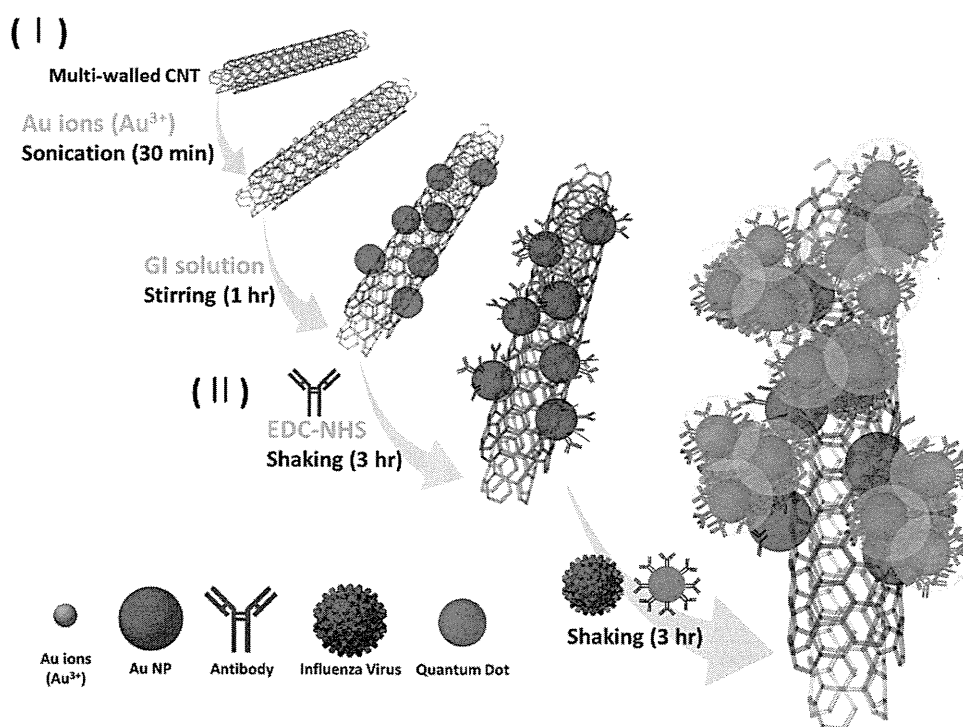 ( I )
Multi-walled CNT
Au ions (Au³⁺)
Sonication (30 min)
GI solution
Stirring (1 hr)
( II )
EDC-NHS
Shaking (3 hr)
Shaking (3 hr)
Au ions
(Au³⁺)
Au NP
Antibody
Influenza Virus
Quantum Dot